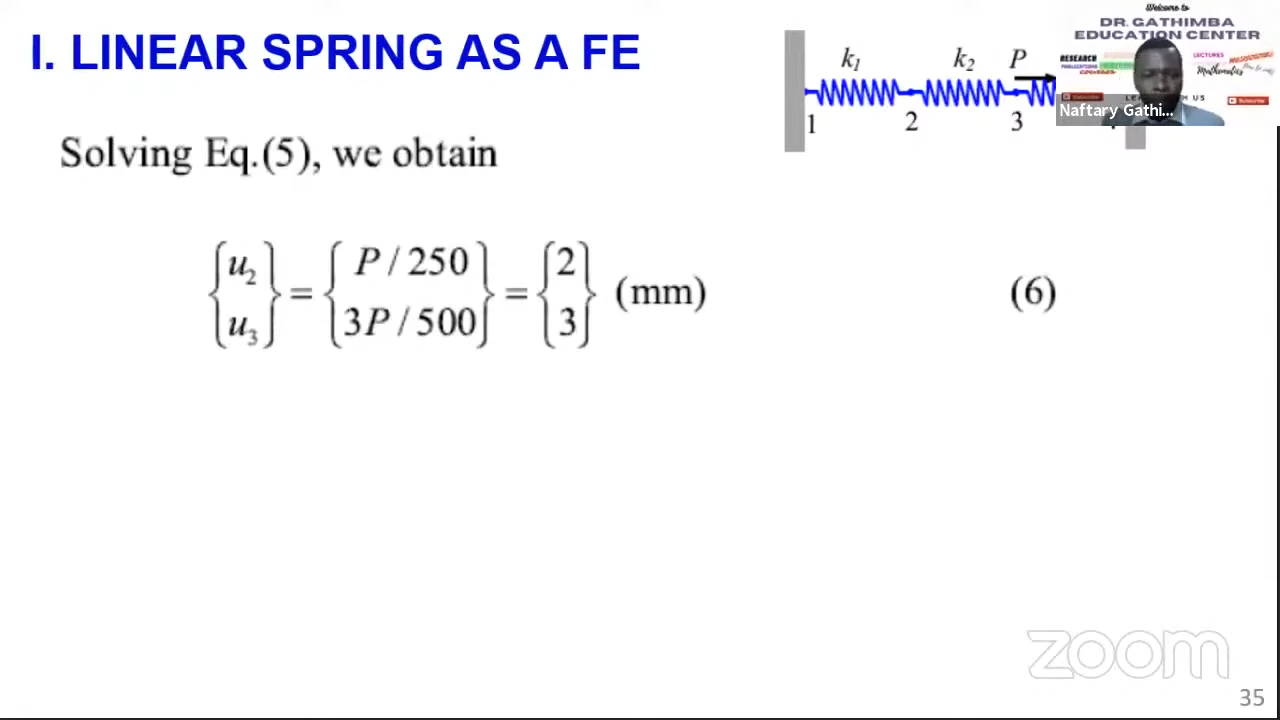 I. LINEAR SPRING AS A FE
k₁ k₂ P
1 2 3
Welcome to
DR. GATHIMBA
EDUCATION CENTER
RESEARCH
PUBLICATIONS
courses
LECTURES
Mathematics
Naftary Gathi...
Solving Eq.(5), we obtain
{u₂ u₃} = {P / 250 3P / 500} = {2 3} (mm) (6)
zoom
35